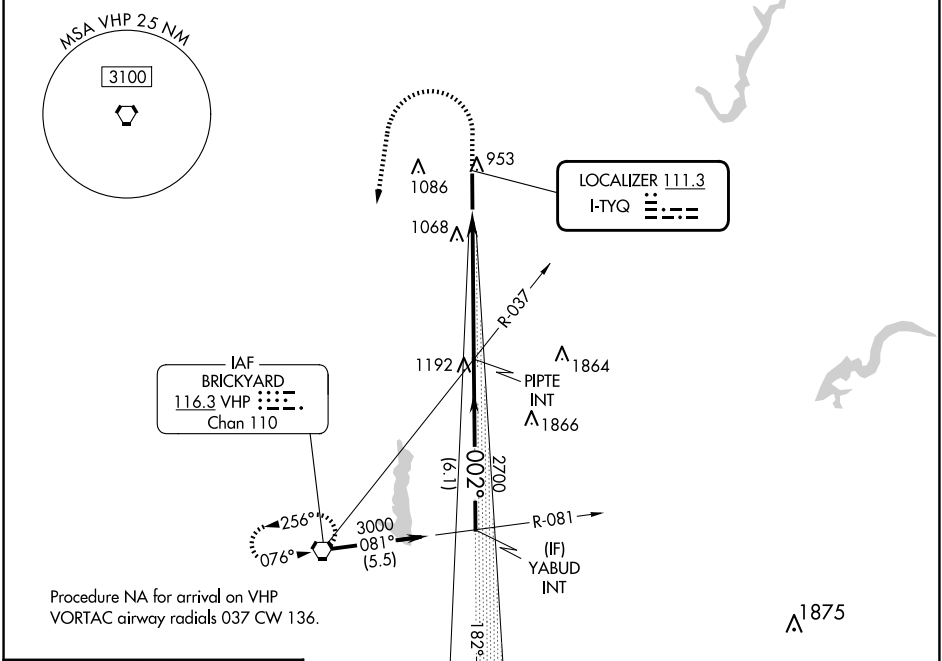 MSA VHP 25 NM
3100
953
1086
LOCALIZER 111.3
I-TYQ
1068
R-037
IAF
BRICKYARD
116.3 VHP
Chan 110
1192
1864
PIPTE
INT
1866
002°
2700
(6.1)
256°
3000
076°
081°
(5.5)
R-081
(IF)
YABUD
INT
Procedure NA for arrival on VHP
VORTAC airway radials 037 CW 136.
182°
1875